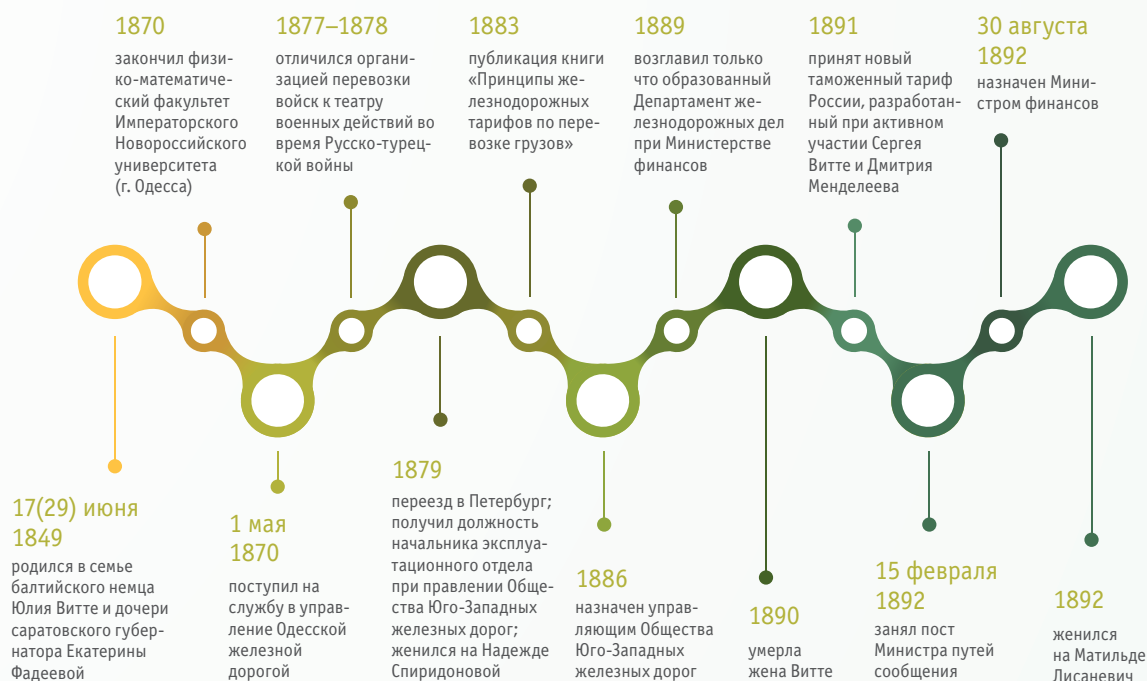 1870
закончил физи-
ко-математиче-
ский факультет
Императорского
Новороссийского
университета
(г. Одесса)
1877–1878
отличился органи-
зацией перевозки
войск к театру
военных действий во
время Русско-турец-
кой войны
1883
публикация книги
«Принципы же-
лезнодорожных
тарифов по пере-
возке грузов»
1889
возглавил только
что образованный
Департамент же-
лезнодорожных дел
при Министерстве
финансов
1891
принят новый
таможенный тариф
России, разработан-
ный при активном
участии Сергея
Витте и Дмитрия
Менделеева
30 августа
1892
назначен Мини-
стром финансов
17(29) июня
1849
родился в семье
балтийского немца
Юлия Витте и дочери
саратовского губер-
натора Екатерины
Фадеевой
1 мая
1870
поступил на
службу в управ-
ление Одесской
железной
дорогой
1879
переезд в Петербург;
получил должность
начальника эксплуа-
тационного отдела
при правлении Обще-
ства Юго-Западных
железных дорог;
женился на Надежде
Спиридоновой
1886
назначен управ-
ляющим Общества
Юго-Западных
железных дорог
1890
умерла
жена Витте
15 февраля
1892
занял пост
Министра путей
сообщения
1892
женился
на Матильде
Лисаневич